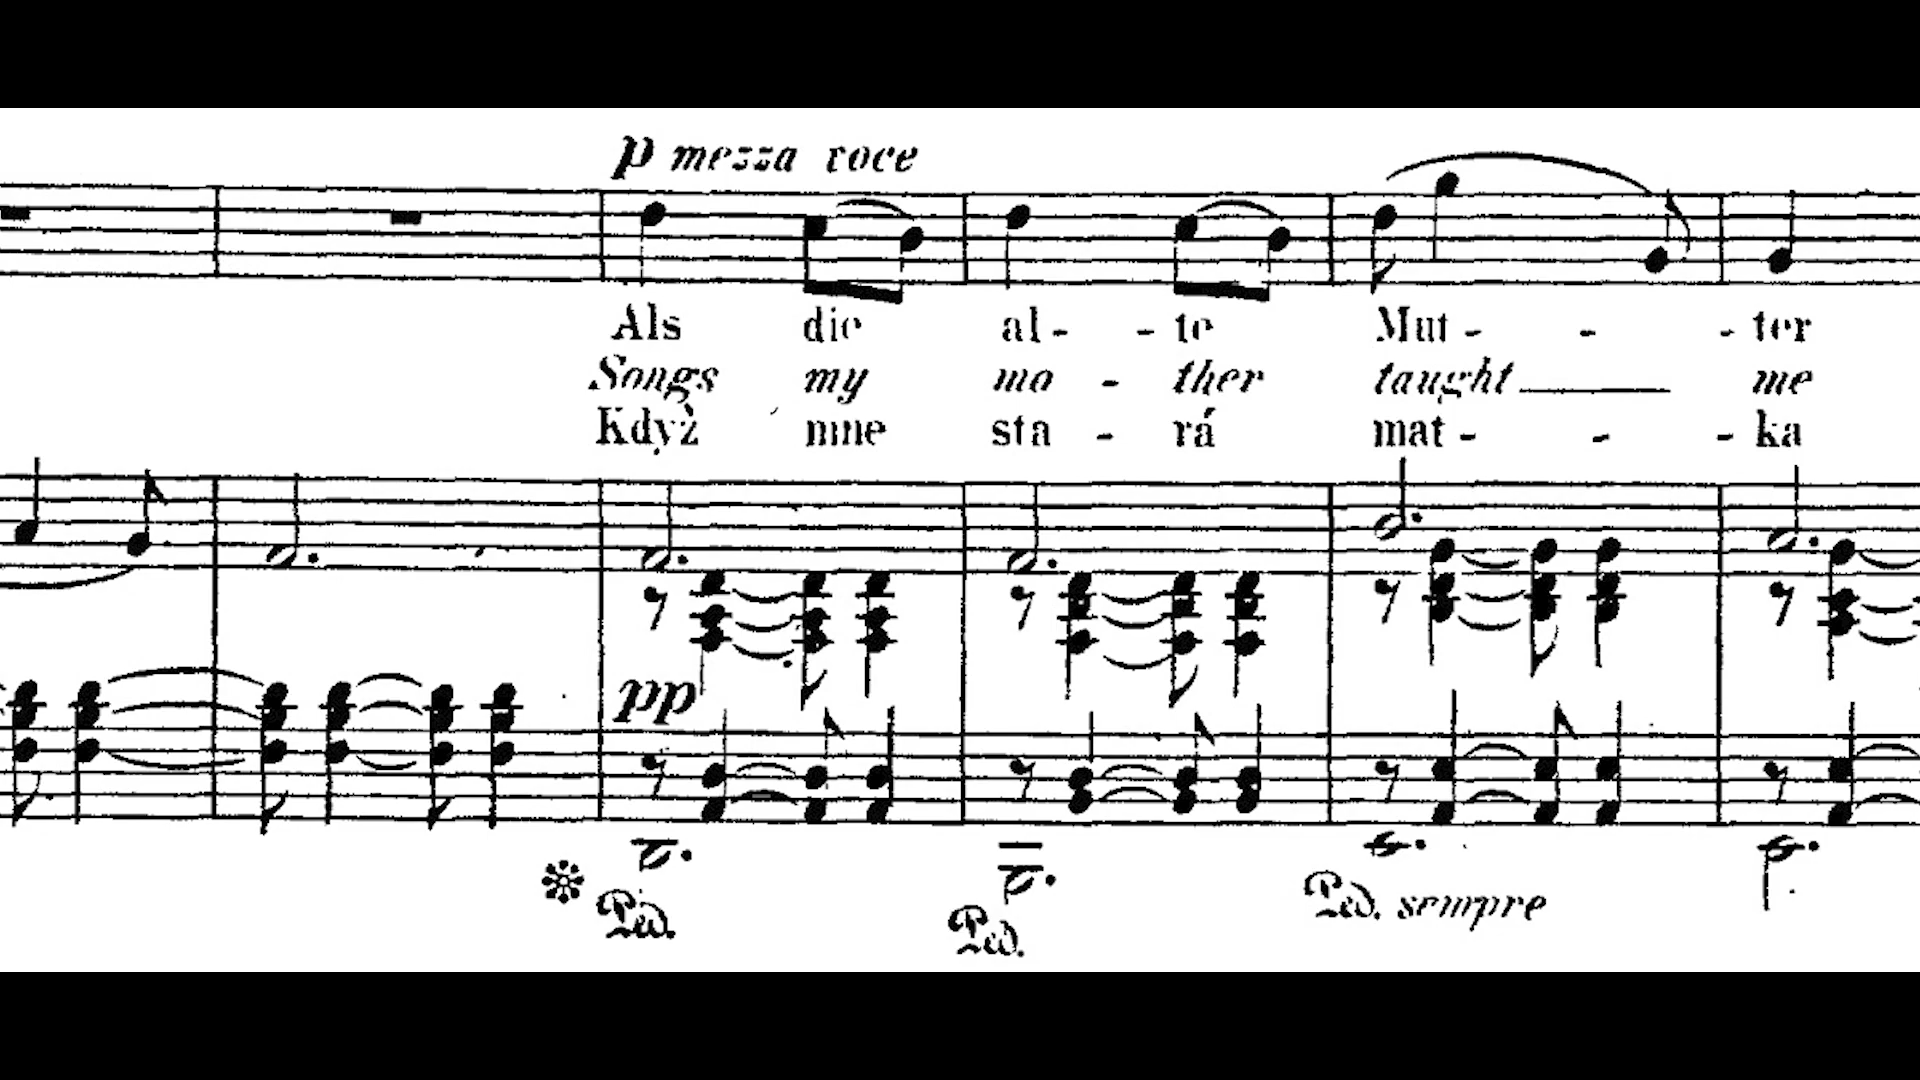 p mezza voce
Als die al - - te Mut - - - ter
Songs my mo - ther taught me
Když mne sta - rá mat - - - ka
pp
Ped. Ped. Ped. sempre